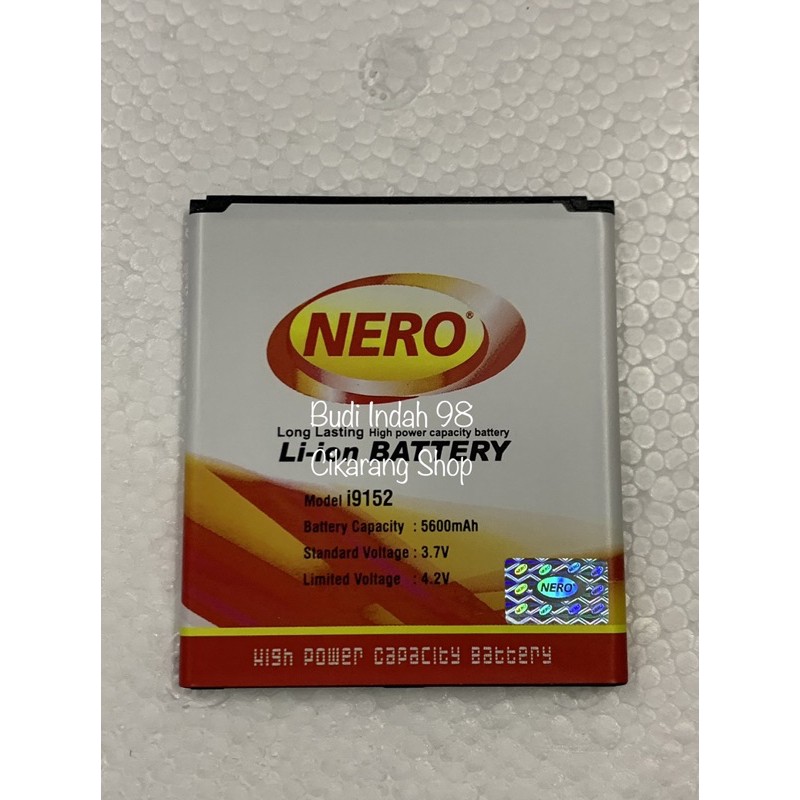 NERO®
Budi Indah 98
Long Lasting High power capacity battery
Li-ion BATTERY
Cikarang Shop
Model i9152
Battery Capacity : 5600mAh
Standard Voltage : 3.7V
Limited Voltage : 4.2V
NERO
High Power Capacity Battery